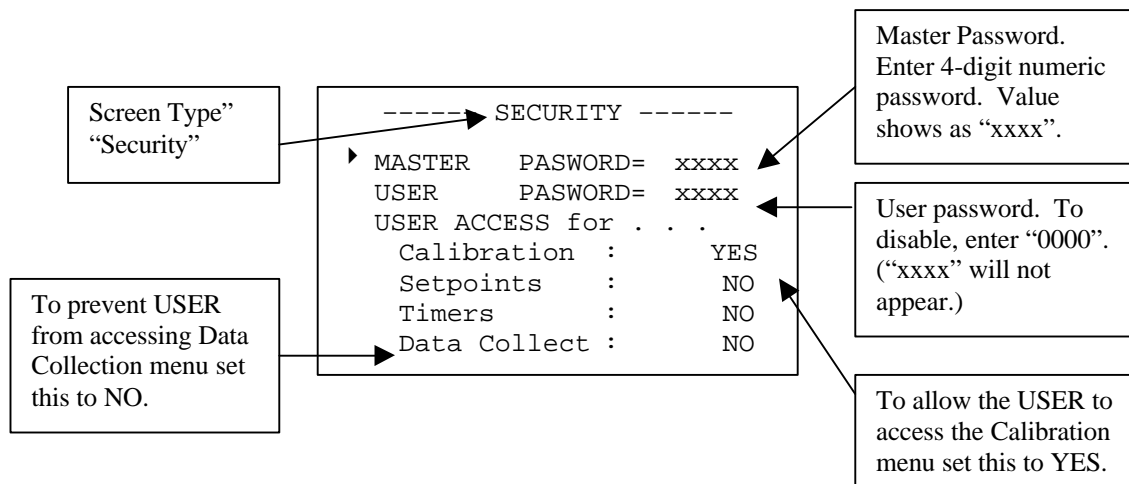 Master Password.
Enter 4-digit numeric
password. Value
shows as “xxxx”.
Screen Type”
“Security”
------ SECURITY ------
MASTER PASWORD= xxxx
USER PASWORD= xxxx
USER ACCESS for . . .
Calibration : YES
Setpoints : NO
Timers : NO
Data Collect : NO
User password. To
disable, enter “0000”.
(“xxxx” will not
appear.)
To prevent USER
from accessing Data
Collection menu set
this to NO.
To allow the USER to
access the Calibration
menu set this to YES.